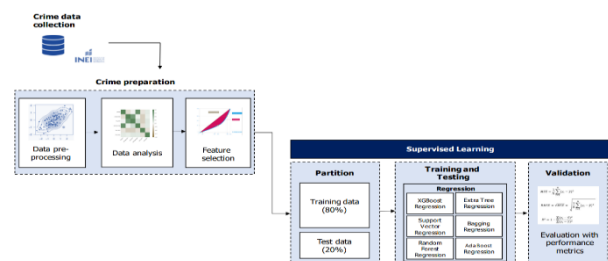 Crime data
collection
INEI
Crime preparation
Data pre-
processing
Data analysis
Feature
selection
Supervised Learning
Partition
Training data
(80%)
Test data
(20%)
Training and
Testing
Regression
XGBoost
Regression
Extra Tree
Regression
Support
Vector
Regression
Bagging
Regression
Random
Forest
Regression
AdaBoost
Regression
Validation
Evaluation with
performance
metrics